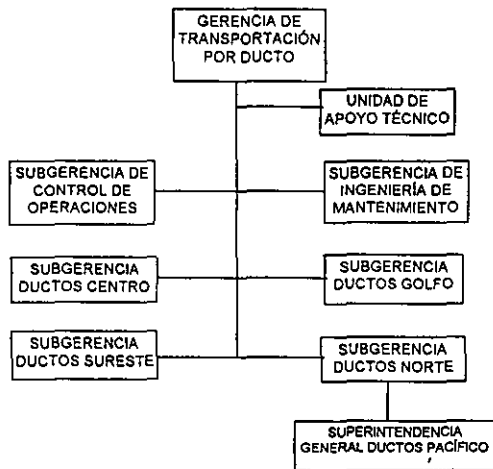 GERENCIA DE
TRANSPORTACIÓN
POR DUCTO
UNIDAD DE
APOYO TÉCNICO
SUBGERENCIA DE
CONTROL DE
OPERACIONES
SUBGERENCIA DE
INGENIERÍA DE
MANTENIMIENTO
SUBGERENCIA
DUCTOS CENTRO
SUBGERENCIA
DUCTOS GOLFO
SUBGERENCIA
DUCTOS SURESTE
SUBGERENCIA
DUCTOS NORTE
SUPERINTENDENCIA
GENERAL DUCTOS PACÍFICO